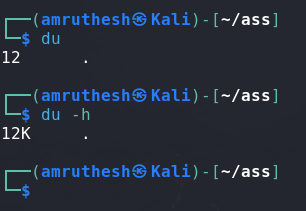 ┌──(amruthesh㉿Kali)-[~/ass]
└─$ du
12      .
┌──(amruthesh㉿Kali)-[~/ass]
└─$ du -h
12K     .
┌──(amruthesh㉿Kali)-[~/ass]
└─$